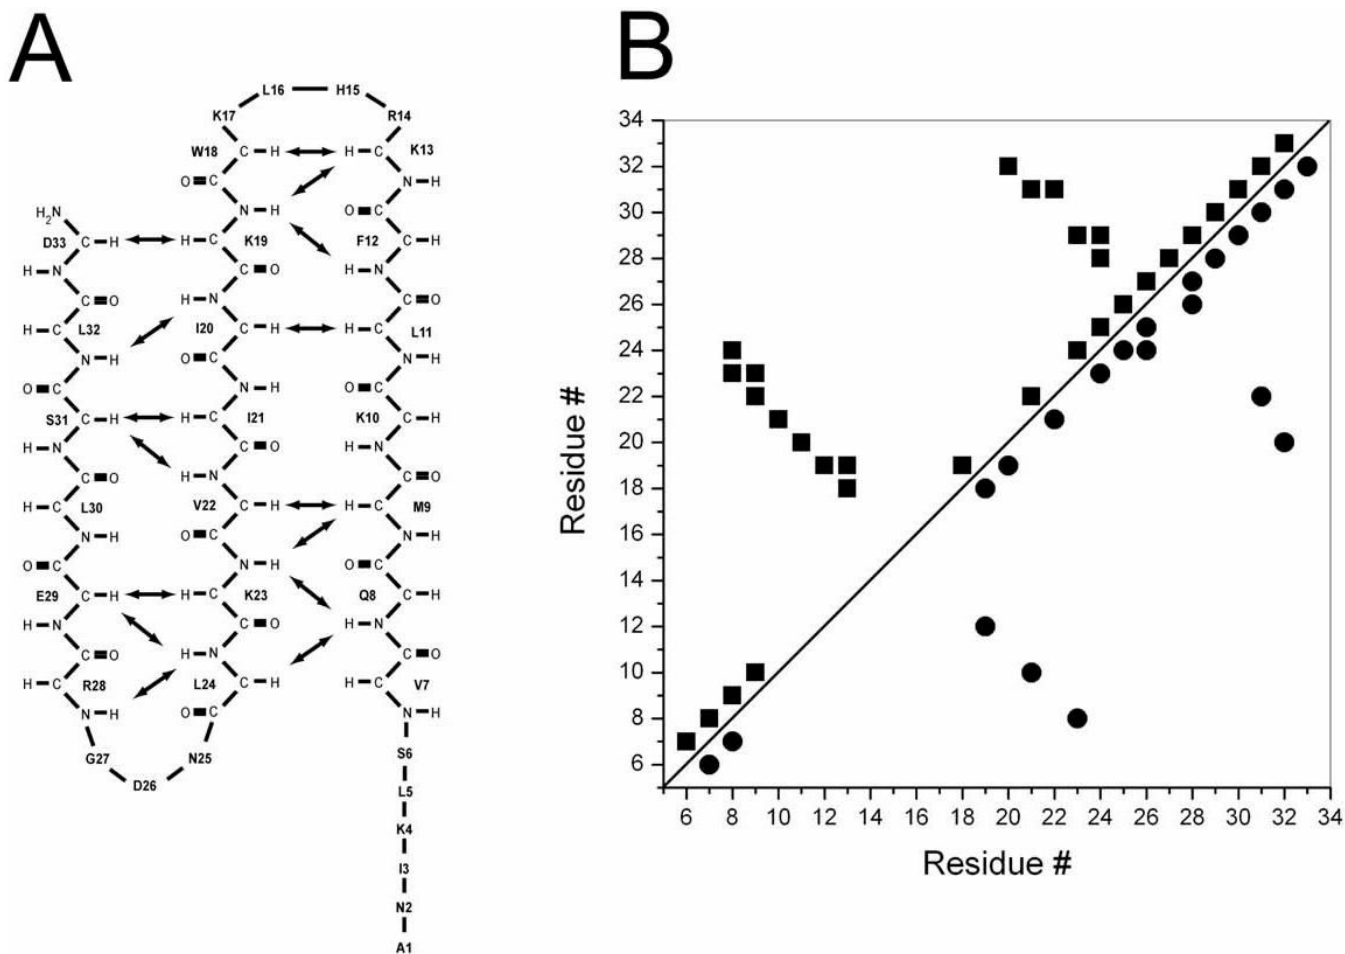 A
L16 H15
K17 R14
W18 C H H C K13
O C N H
H2N N H O C
D33 C H H C K19 F12 C H
H N C O H N
C O H N C O
H C L32 I20 C H H C L11
N H O C N H
O C N H O C
S31 C H H C I21 K10 C H
H N C O H N
C O H N C O
H C L30 V22 C H H C M9
N H O C N H
O C N H O C
E29 C H H C K23 Q8 C H
H N C O H N
C O H N C O
H C R28 L24 C H H C V7
N H O C N H
G27 N25 S6
D26
L5
K4
I3
N2
A1
B
34
32
30
28
26
24
22
20
18
16
14
12
10
8
6
Residue #
6 8 10 12 14 16 18 20 22 24 26 28 30 32 34
Residue #